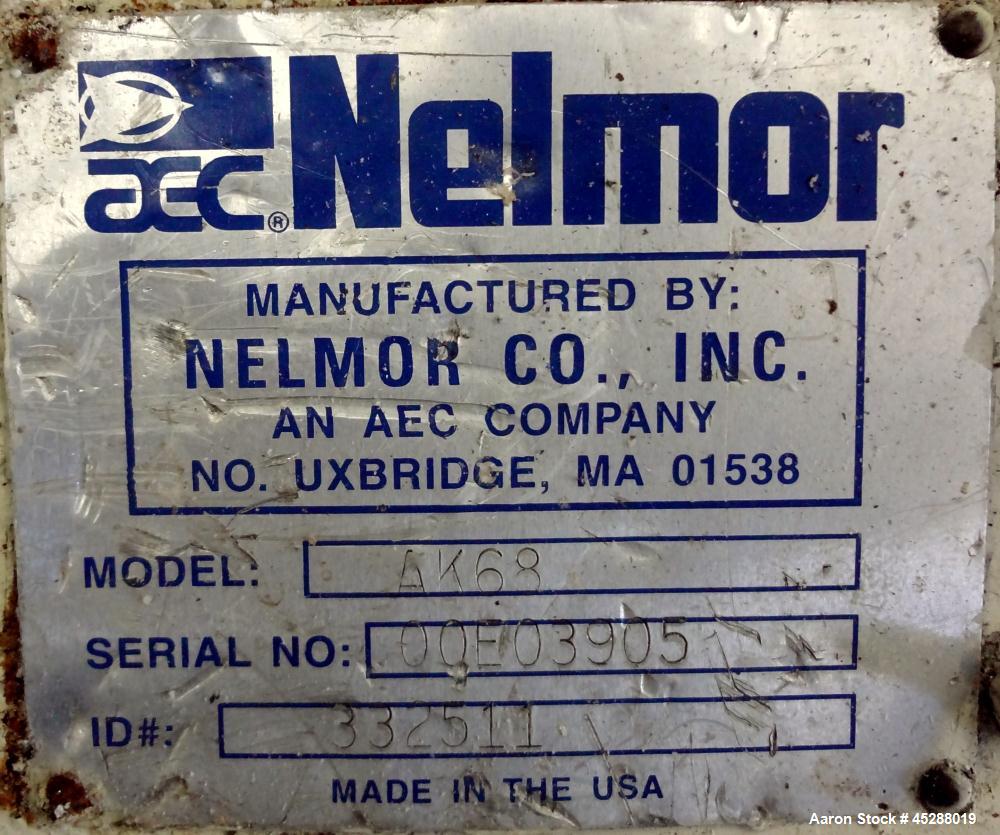 AEC® Nelmor
MANUFACTURED BY:
NELMOR CO., INC.
AN AEC COMPANY
NO. UXBRIDGE, MA 01538
MODEL: AK68
SERIAL NO: 00E03905
ID#: 332511
MADE IN THE USA
Aaron Stock # 45288019